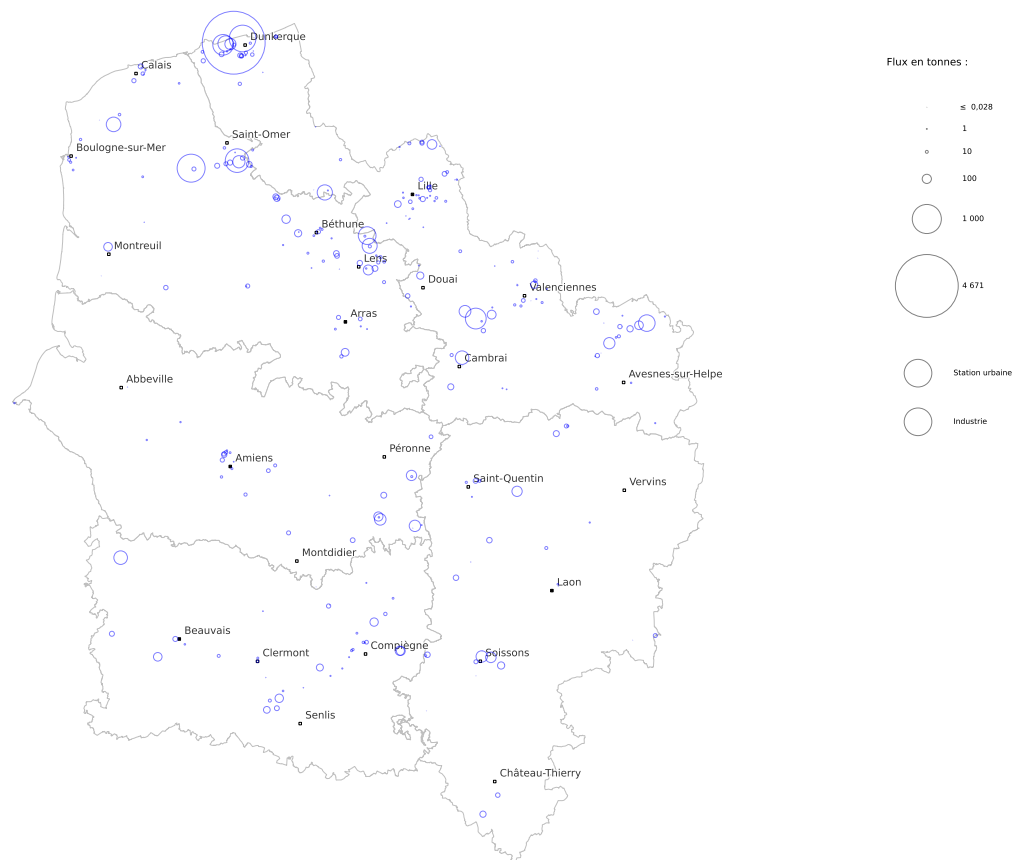 Dunkerque
Flux en tonnes :
Calais
≤ 0,028
1
Saint-Omer
Boulogne-sur-Mer
10
100
Lille
1 000
Béthune
Montreuil
Lens
Douai
4 671
Valenciennes
Arras
Cambrai
Abbeville
Avesnes-sur-Helpe
Station urbaine
Industrie
Péronne
Amiens
Saint-Quentin
Vervins
Montdidier
Laon
Beauvais
Clermont
Compiègne
Soissons
Senlis
Château-Thierry